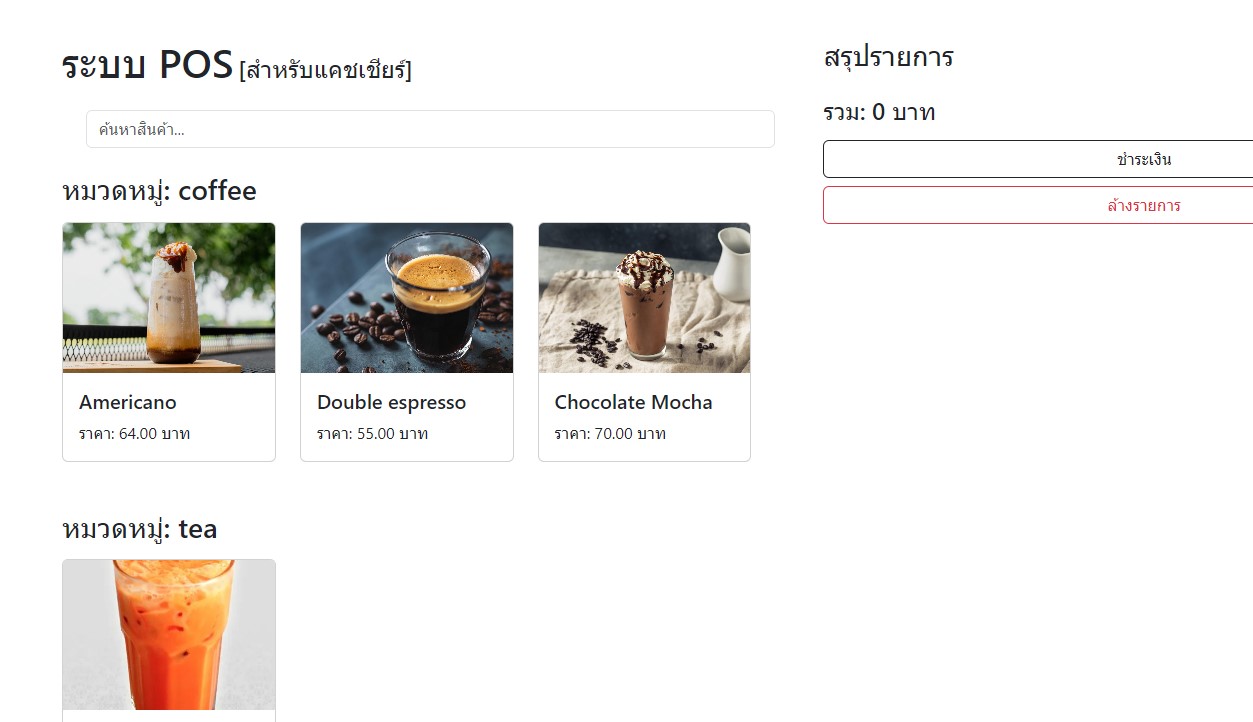 ระบบ POS [สำหรับแคชเชียร์]
ค้นหาสินค้า...
หมวดหมู่: coffee
Americano
ราคา: 64.00 บาท
Double espresso
ราคา: 55.00 บาท
Chocolate Mocha
ราคา: 70.00 บาท
หมวดหมู่: tea
สรุปรายการ
รวม: 0 บาท
ชำระเงิน
ล้างรายการ